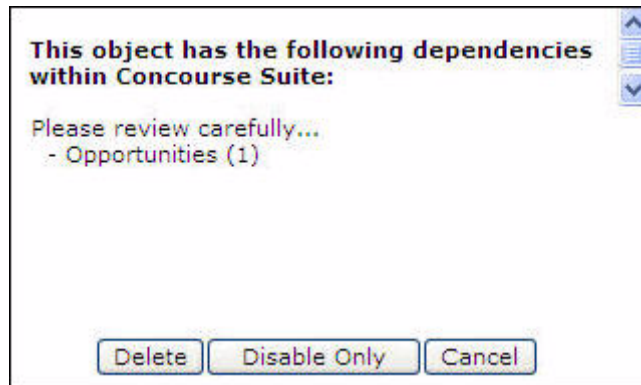 This object has the following dependencies
within Concourse Suite:
Please review carefully...
- Opportunities (1)
Delete Disable Only Cancel